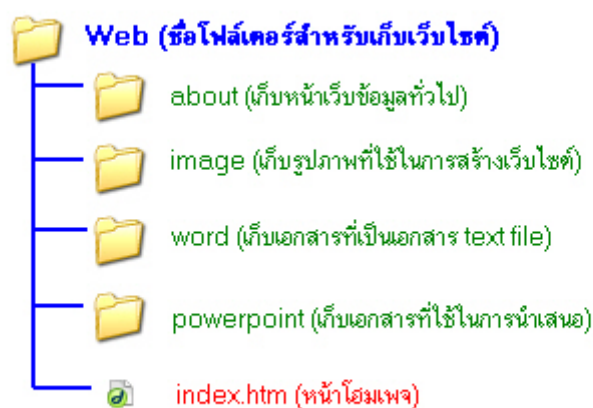 Web (ชื่อโฟล์เดอร์สำหรับเก็บเว็บไซต์)
about (เก็บหน้าเว็บข้อมูลทั่วไป)
image (เก็บรูปภาพที่ใช้ในการสร้างเว็บไซต์)
word (เก็บเอกสารที่เป็นเอกสาร text file)
powerpoint (เก็บเอกสารที่ใช้ในการนำเสนอ)
index.htm (หน้าโฮมเพจ)